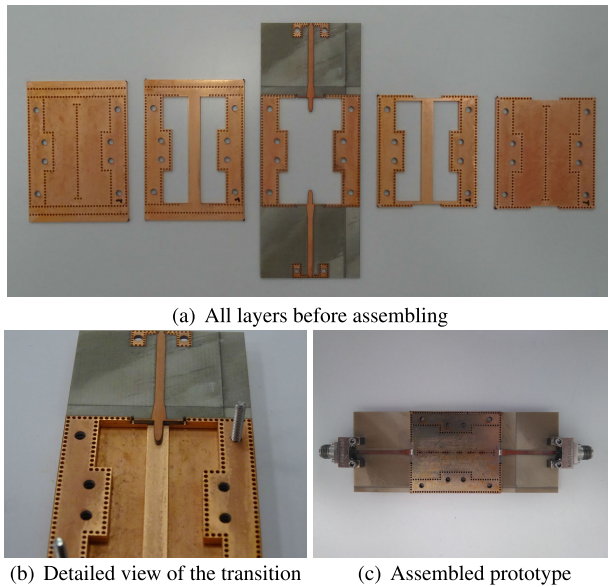 (a) All layers before assembling
(b) Detailed view of the transition
(c) Assembled prototype